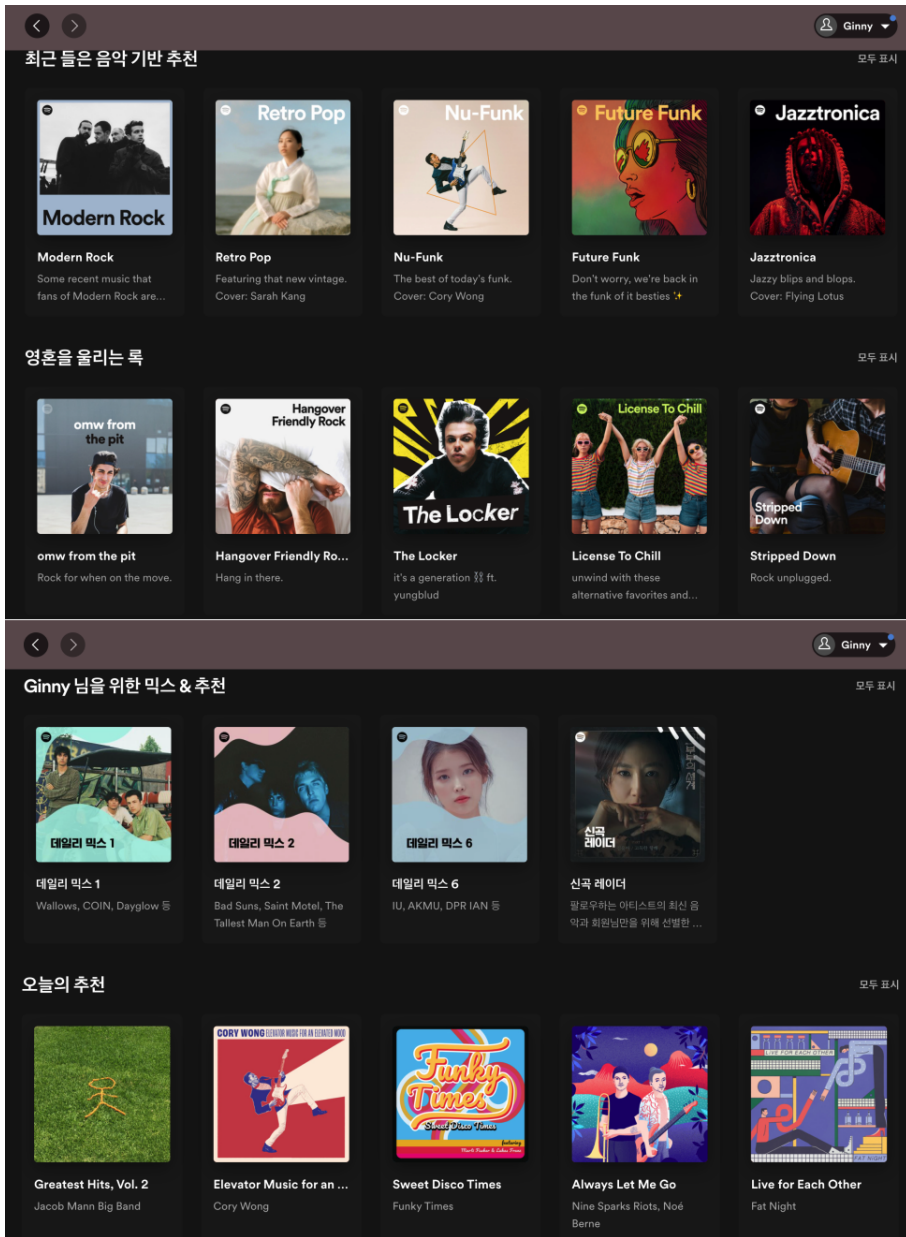 Ginny
최근 들은 음악 기반 추천
모두 표시
Modern Rock
Retro Pop
Nu-Funk
Future Funk
Jazztronica
Modern Rock
Some recent music that
fans of Modern Rock are...
Retro Pop
Featuring that new vintage.
Cover: Sarah Kang
Nu-Funk
The best of today's funk.
Cover: Cory Wong
Future Funk
Don't worry, we're back in
the funk of it besties ✨
Jazztronica
Jazzy blips and blops.
Cover: Flying Lotus
영혼을 울리는 록
모두 표시
omw from
the pit
Hangover
Friendly Rock
The Locker
License To Chill
Stripped
Down
omw from the pit
Rock for when on the move.
Hangover Friendly Ro...
Hang in there.
The Locker
it's a generation ⛓ ft.
yungblud
License To Chill
unwind with these
alternative favorites and...
Stripped Down
Rock unplugged.
Ginny
Ginny 님을 위한 믹스 & 추천
모두 표시
데일리 믹스 1
데일리 믹스 2
데일리 믹스 6
부부의 세계
신곡
레이더
데일리 믹스 1
Wallows, COIN, Dayglow 등
데일리 믹스 2
Bad Suns, Saint Motel, The
Tallest Man On Earth 등
데일리 믹스 6
IU, AKMU, DPR IAN 등
신곡 레이더
팔로우하는 아티스트의 최신 음
악과 회원님만을 위해 선별한 ...
오늘의 추천
모두 표시
CORY WONG ELEVATOR MUSIC FOR AN ELEVATED MOOD
Funky
Times
Sweet Disco Times
featuring
LIVE FOR EACH OTHER
FAT NIGHT
Greatest Hits, Vol. 2
Jacob Mann Big Band
Elevator Music for an ...
Cory Wong
Sweet Disco Times
Funky Times
Always Let Me Go
Nine Sparks Riots, Noé
Berne
Live for Each Other
Fat Night